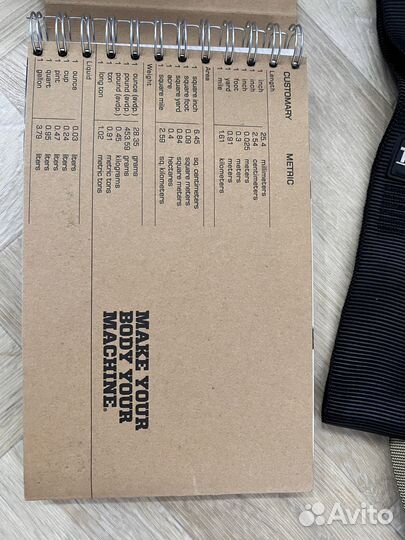 CUSTOMARY METRIC
Length
1 inch 25.4 millimeters
1 inch 2.54 centimeters
1 inch 0.025 meters
1 foot 0.3 meters
1 yard 0.91 meters
1 mile 1.61 kilometers
Area
1 square inch 6.45 sq. centimeters
1 square foot 0.09 square meters
1 square yard 0.84 square meters
1 acre 0.4 hectares
1 square mile 2.59 sq. kilometers
Weight
1 ounce (avdp.) 28.35 grams
1 pound (avdp.) 453.59 grams
1 pound (avdp.) 0.45 kilograms
1 ton 0.91 metric tons
1 long ton 1.02 metric tons
Liquid
1 ounce 0.03 liters
1 cup 0.24 liters
1 pint 0.47 liters
1 quart 0.95 liters
1 gallon 3.79 liters
MAKE YOUR
BODY YOUR
MACHINE®
Avito